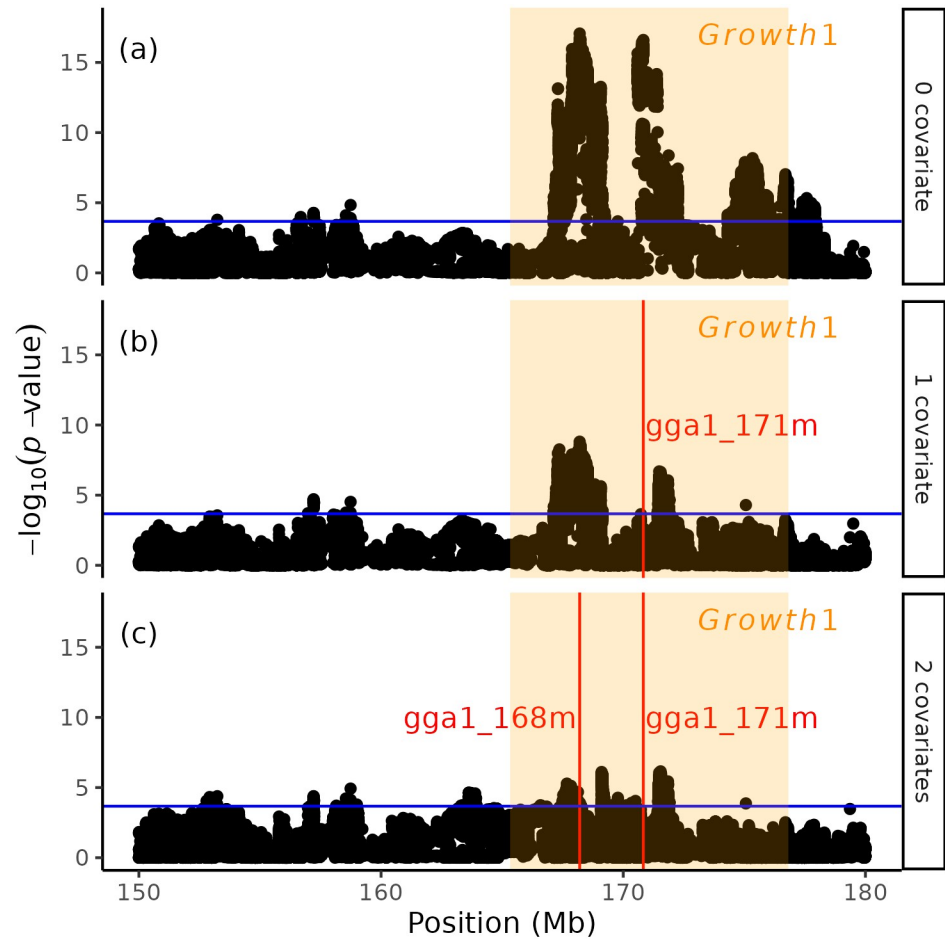 (a)
Growth1
0 covariate
15
10
5
0
(b)
Growth1
1 covariate
15
10
5
0
gga1_171m
−log10(p −value)
(c)
Growth1
2 covariates
15
10
5
0
gga1_168m
gga1_171m
150
160
170
180
Position (Mb)